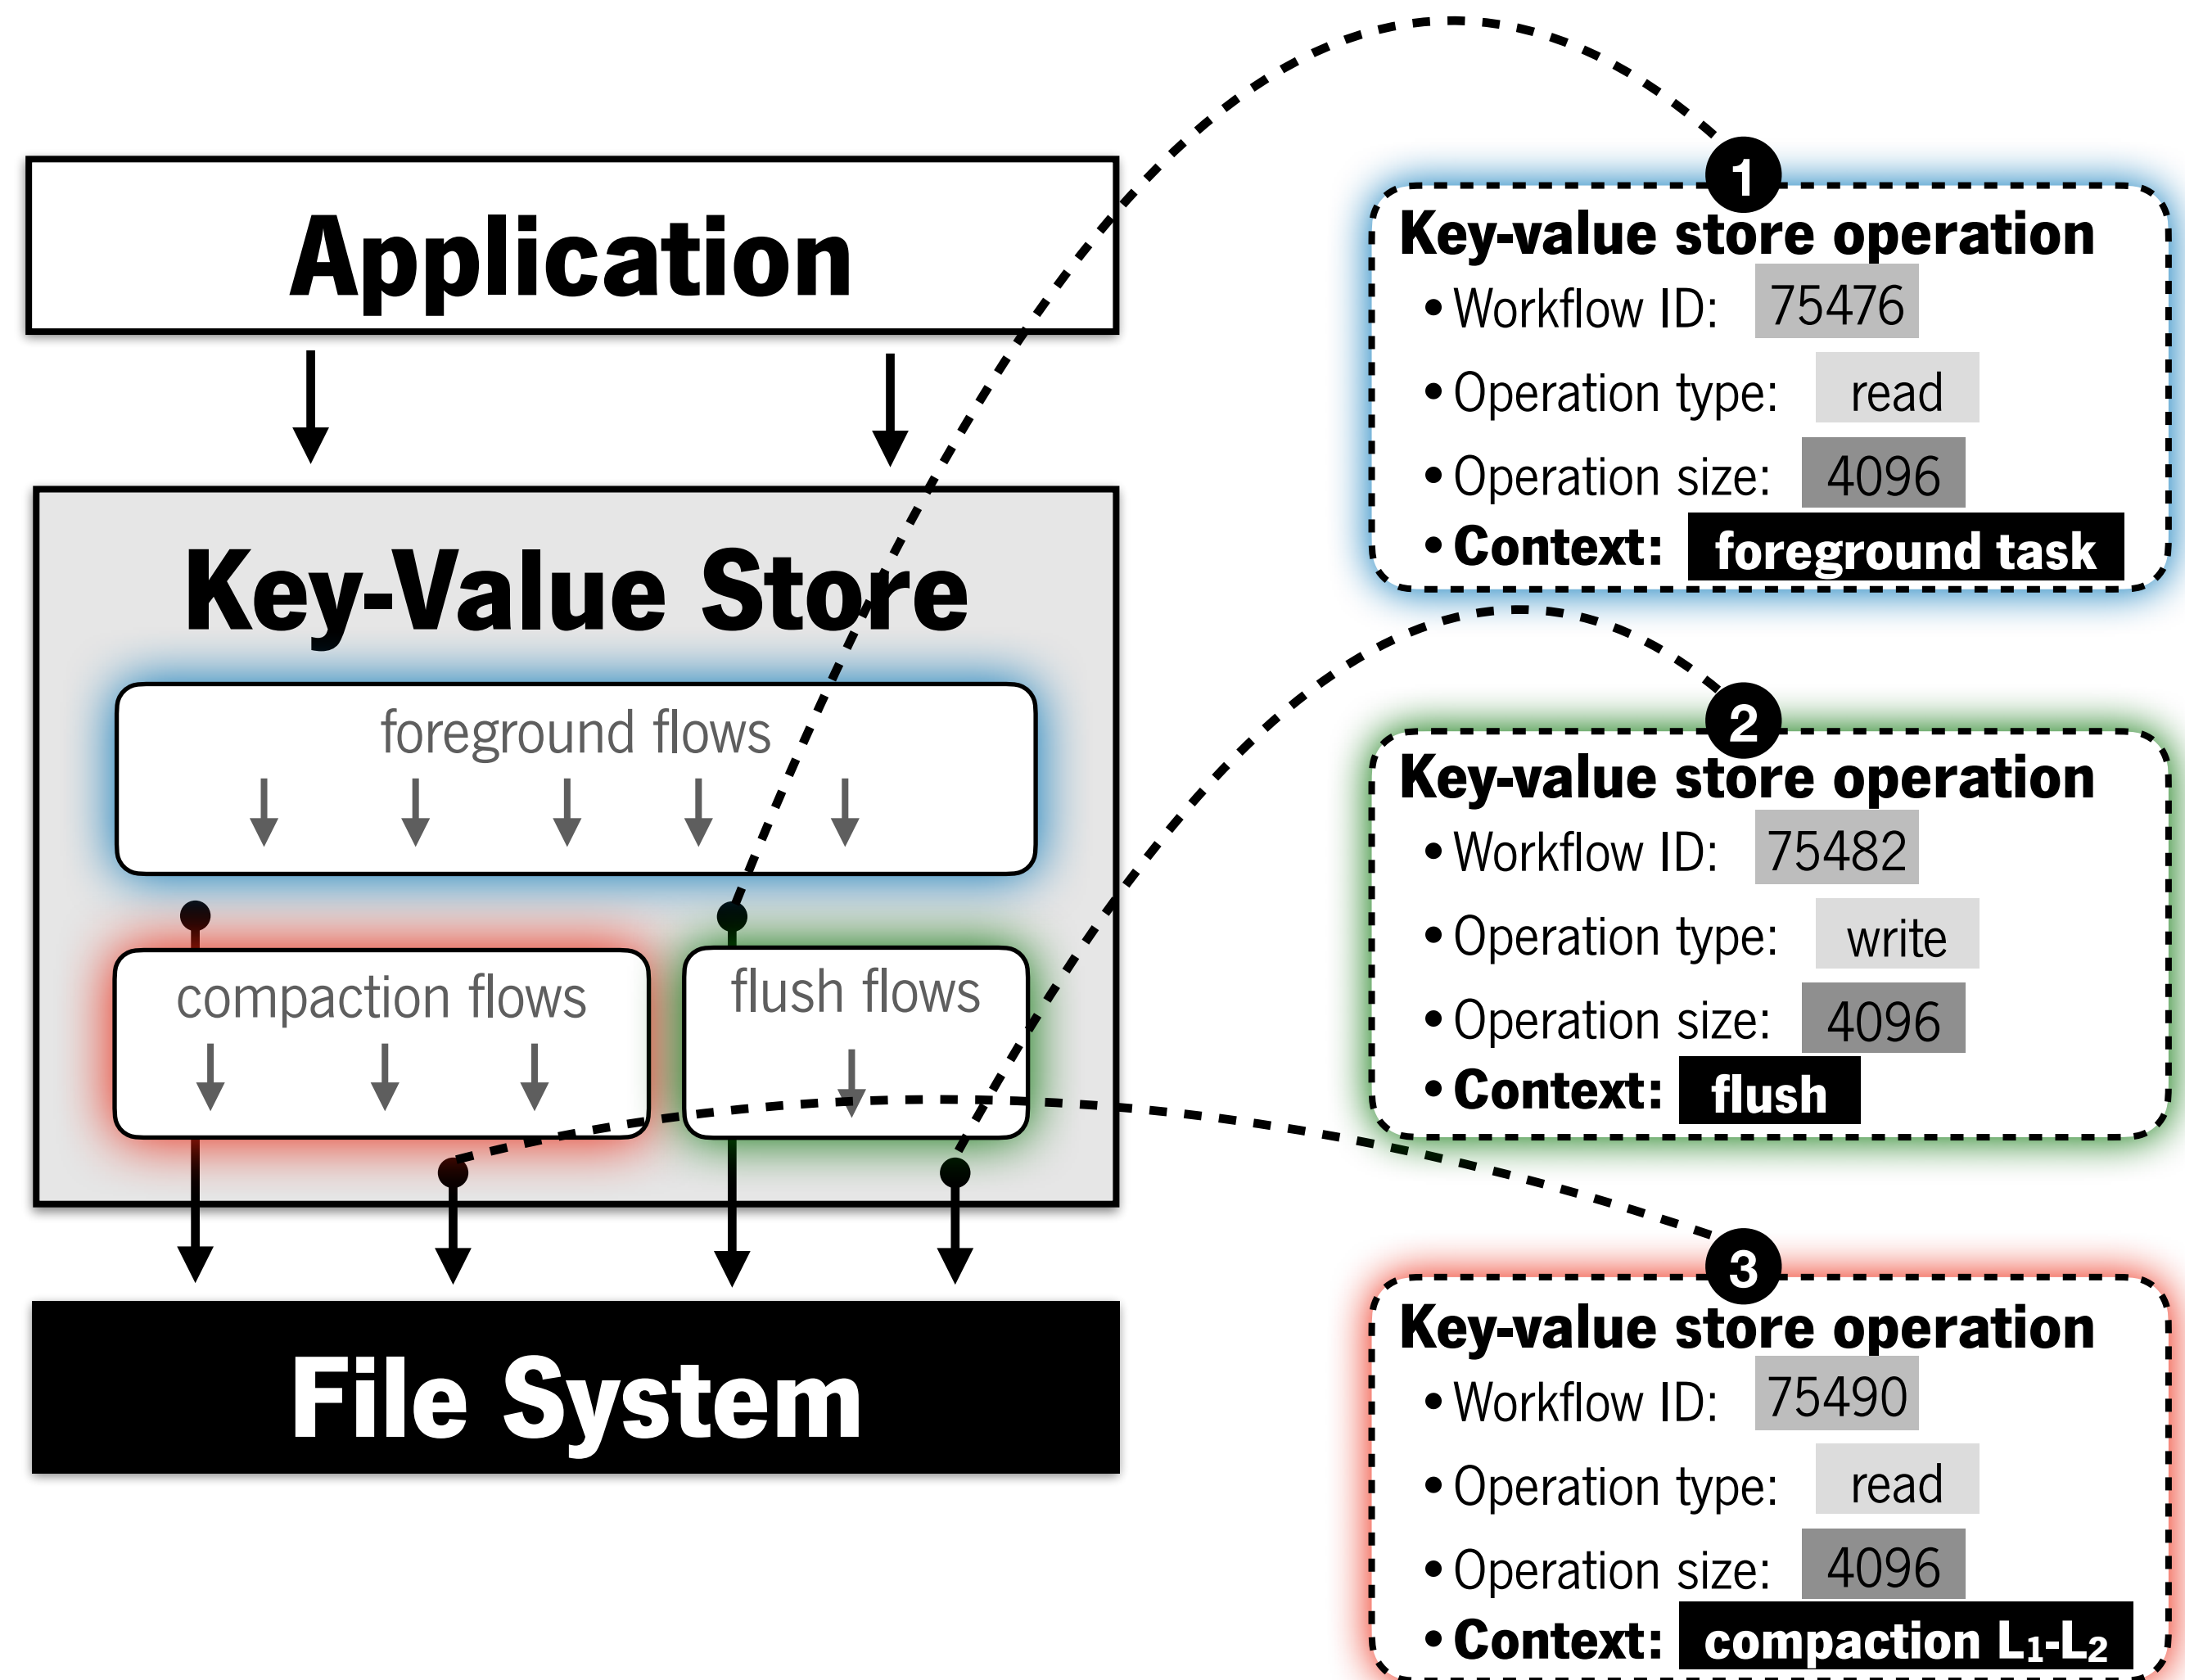 Application
Key-Value Store
foreground flows
compaction flows
flush flows
File System
1
Key-value store operation
• Workflow ID: 75476
• Operation type: read
• Operation size: 4096
• Context: foreground task
2
Key-value store operation
• Workflow ID: 75482
• Operation type: write
• Operation size: 4096
• Context: flush
3
Key-value store operation
• Workflow ID: 75490
• Operation type: read
• Operation size: 4096
• Context: compaction L₁-L₂